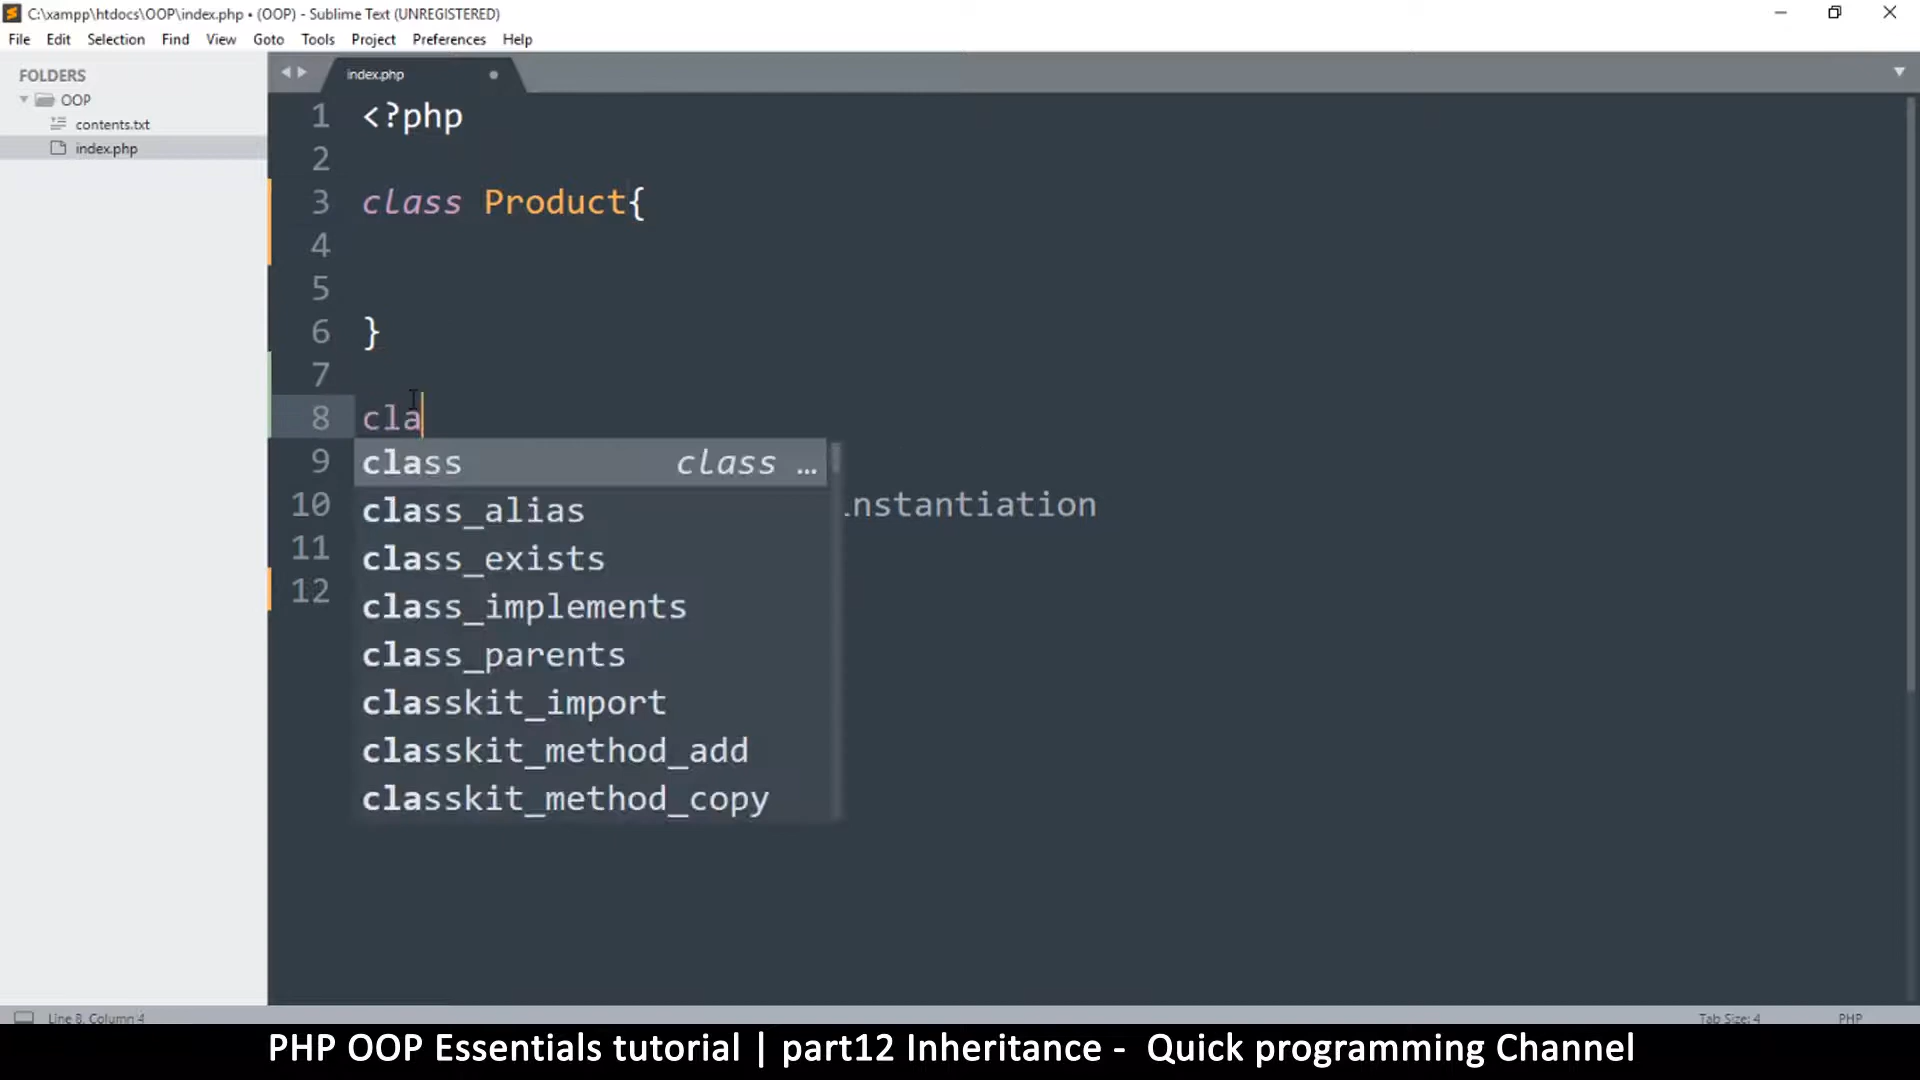 C:\xampp\htdocs\OOP\index.php • (OOP) - Sublime Text (UNREGISTERED)
File Edit Selection Find View Goto Tools Project Preferences Help
FOLDERS
OOP
contents.txt
index.php
index.php
1 <?php
2
3 class Product{
4
5
6 }
7
8 cla
9 class class …
class_alias
10 instantiation
11 class_exists
12 class_implements
class_parents
classkit_import
classkit_method_add
classkit_method_copy
Line 8, Column 4 Tab Size: 4 PHP
PHP OOP Essentials tutorial | part12 Inheritance - Quick programming Channel